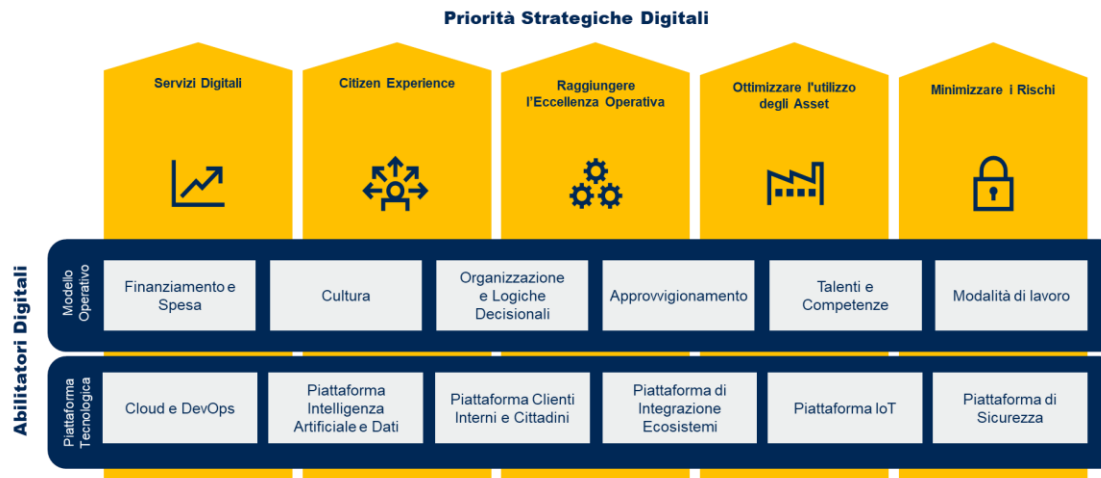 Priorità Strategiche Digitali
Servizi Digitali
Citizen Experience
Raggiungere
l'Eccellenza Operativa
Ottimizzare l'utilizzo
degli Asset
Minimizzare i Rischi
Abilitatori Digitali
Modello
Operativo
Finanziamento e
Spesa
Cultura
Organizzazione
e Logiche
Decisionali
Approvvigionamento
Talenti e
Competenze
Modalità di lavoro
Piattaforma
Tecnologica
Cloud e DevOps
Piattaforma
Intelligenza
Artificiale e Dati
Piattaforma Clienti
Interni e Cittadini
Piattaforma di
Integrazione
Ecosistemi
Piattaforma IoT
Piattaforma di
Sicurezza